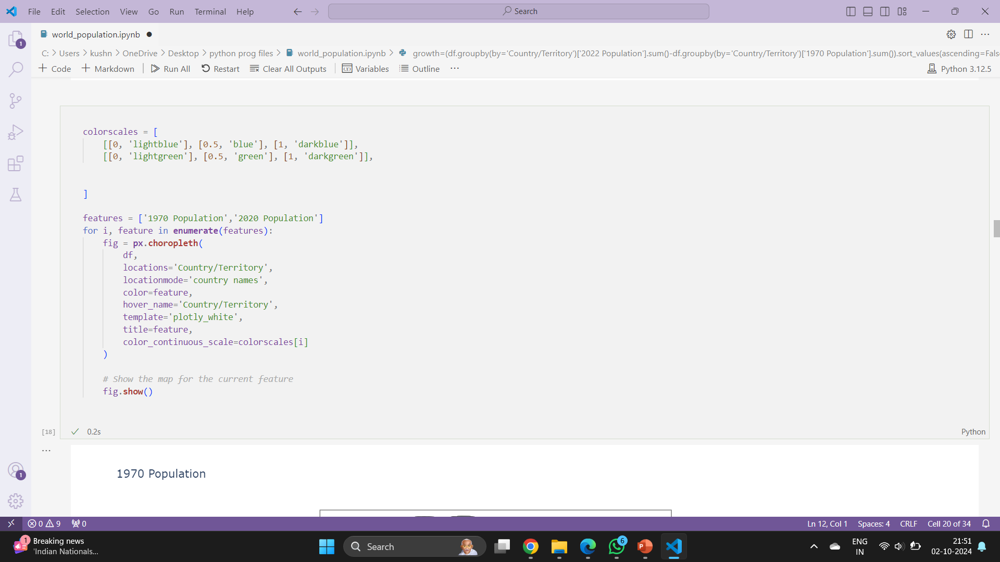 File Edit Selection View Go Run Terminal Help Search
world_population.ipynb
1
C: > Users > kushn > OneDrive > Desktop > python prog files > world_population.ipynb > growth=(df.groupby(by='Country/Territory')['2022 Population'].sum()-df.groupby(by='Country/Territory')['1970 Population'].sum()).sort_values(ascending=False
+ Code + Markdown Run All Restart Clear All Outputs Variables Outline ... Python 3.12.5
colorscales = [
[[0, 'lightblue'], [0.5, 'blue'], [1, 'darkblue']],
[[0, 'lightgreen'], [0.5, 'green'], [1, 'darkgreen']],
]
features = ['1970 Population','2020 Population']
for i, feature in enumerate(features):
fig = px.choropleth(
df,
locations='Country/Territory',
locationmode='country names',
color=feature,
hover_name='Country/Territory',
template='plotly_white',
title=feature,
color_continuous_scale=colorscales[i]
)
# Show the map for the current feature
fig.show()
[18] 0.2s Python
...
1970 Population
1
0 9 0 Ln 12, Col 1 Spaces: 4 CRLF Cell 20 of 34
1 Breaking news
'Indian Nationals...
Search
6
ENG
IN
21:51
02-10-2024